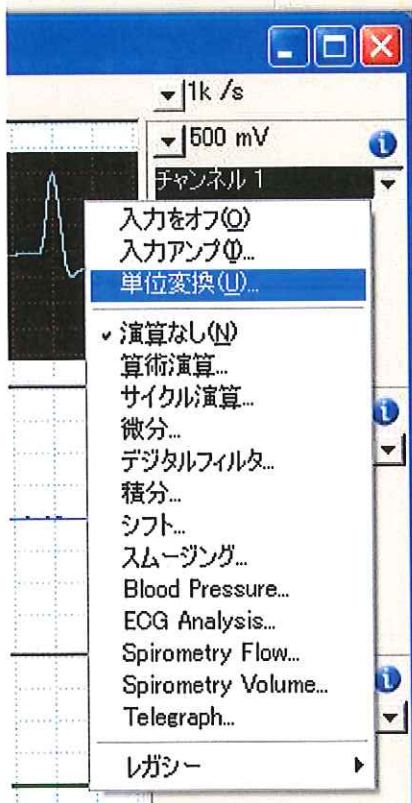 1k /s
500 mV
チャンネル 1
入力をオフ(O)
入力アンプ(I)...
単位変換(U)...
演算なし(N)
算術演算...
サイクル演算...
微分...
デジタルフィルタ...
積分...
シフト...
スムージング...
Blood Pressure...
ECG Analysis...
Spirometry Flow...
Spirometry Volume...
Telegraph...
レガシー